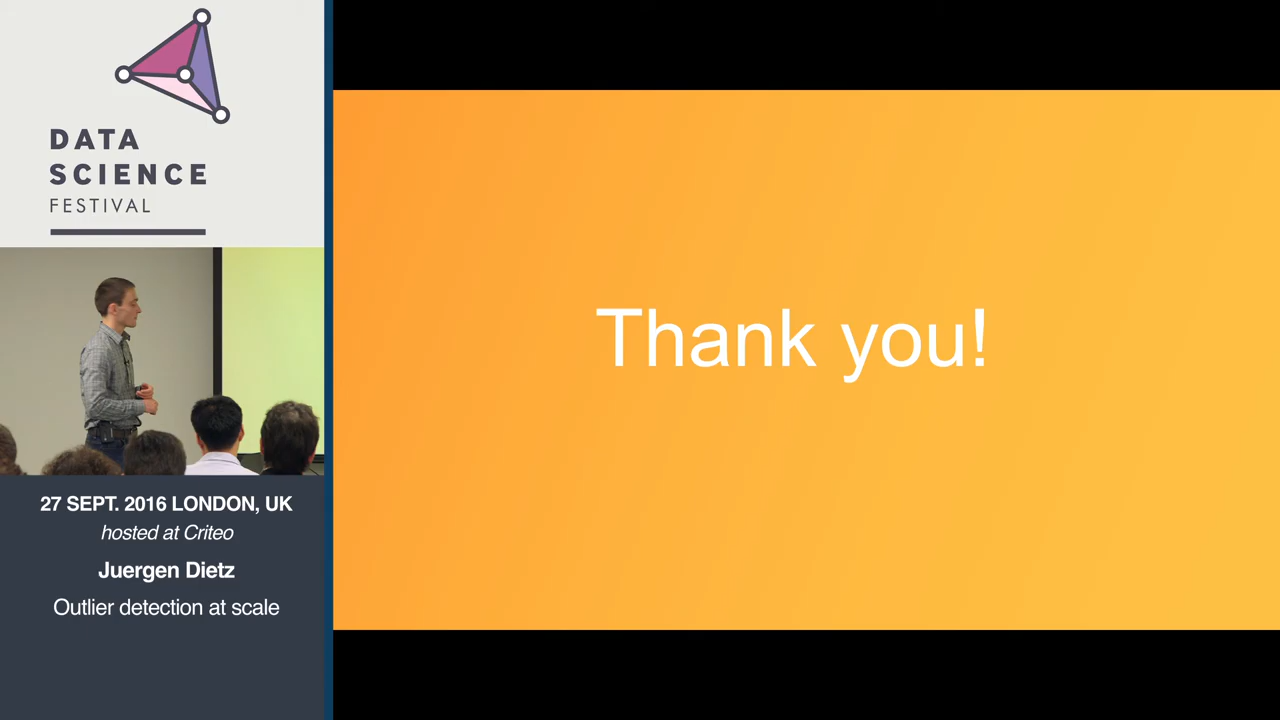 DATA
SCIENCE
FESTIVAL
27 SEPT. 2016 LONDON, UK
hosted at Criteo
Juergen Dietz
Outlier detection at scale
Thank you!